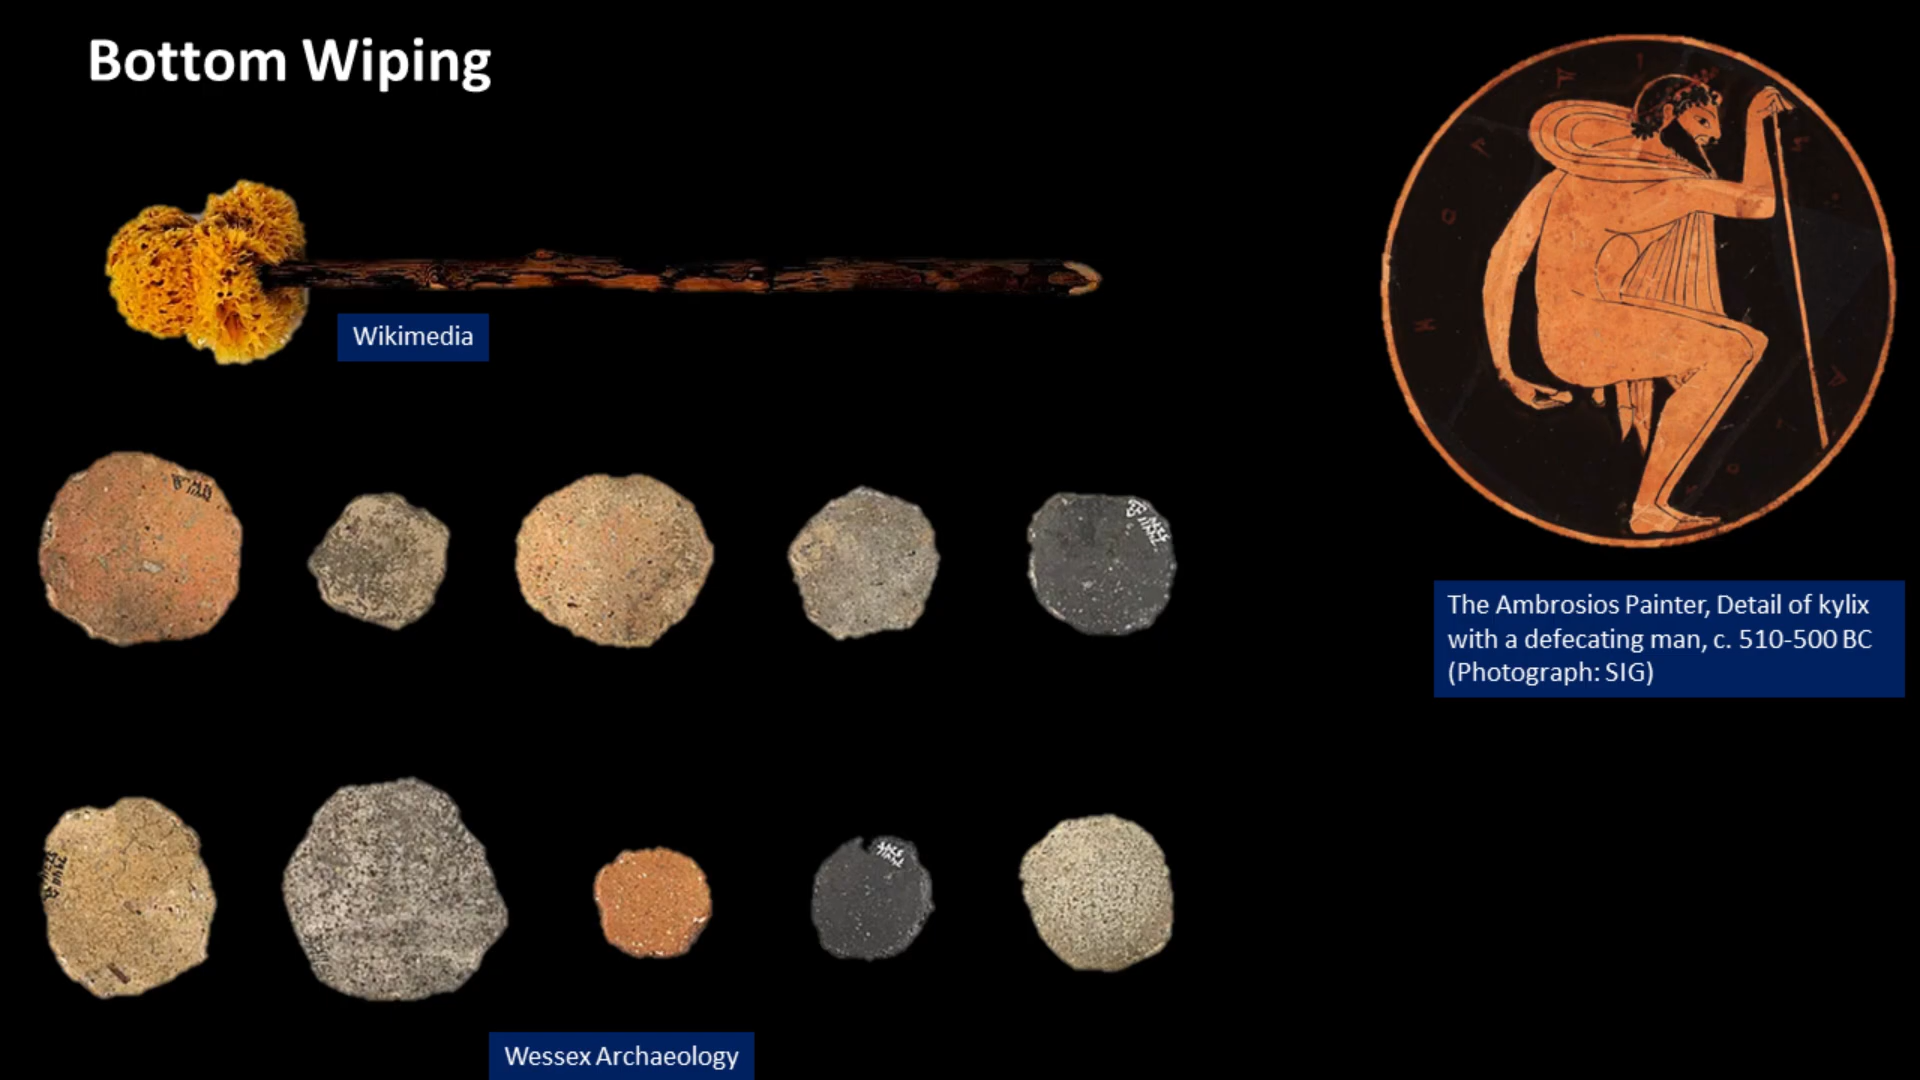 Bottom Wiping
Wikimedia
The Ambrosios Painter, Detail of kylix
with a defecating man, c. 510-500 BC
(Photograph: SIG)
Wessex Archaeology